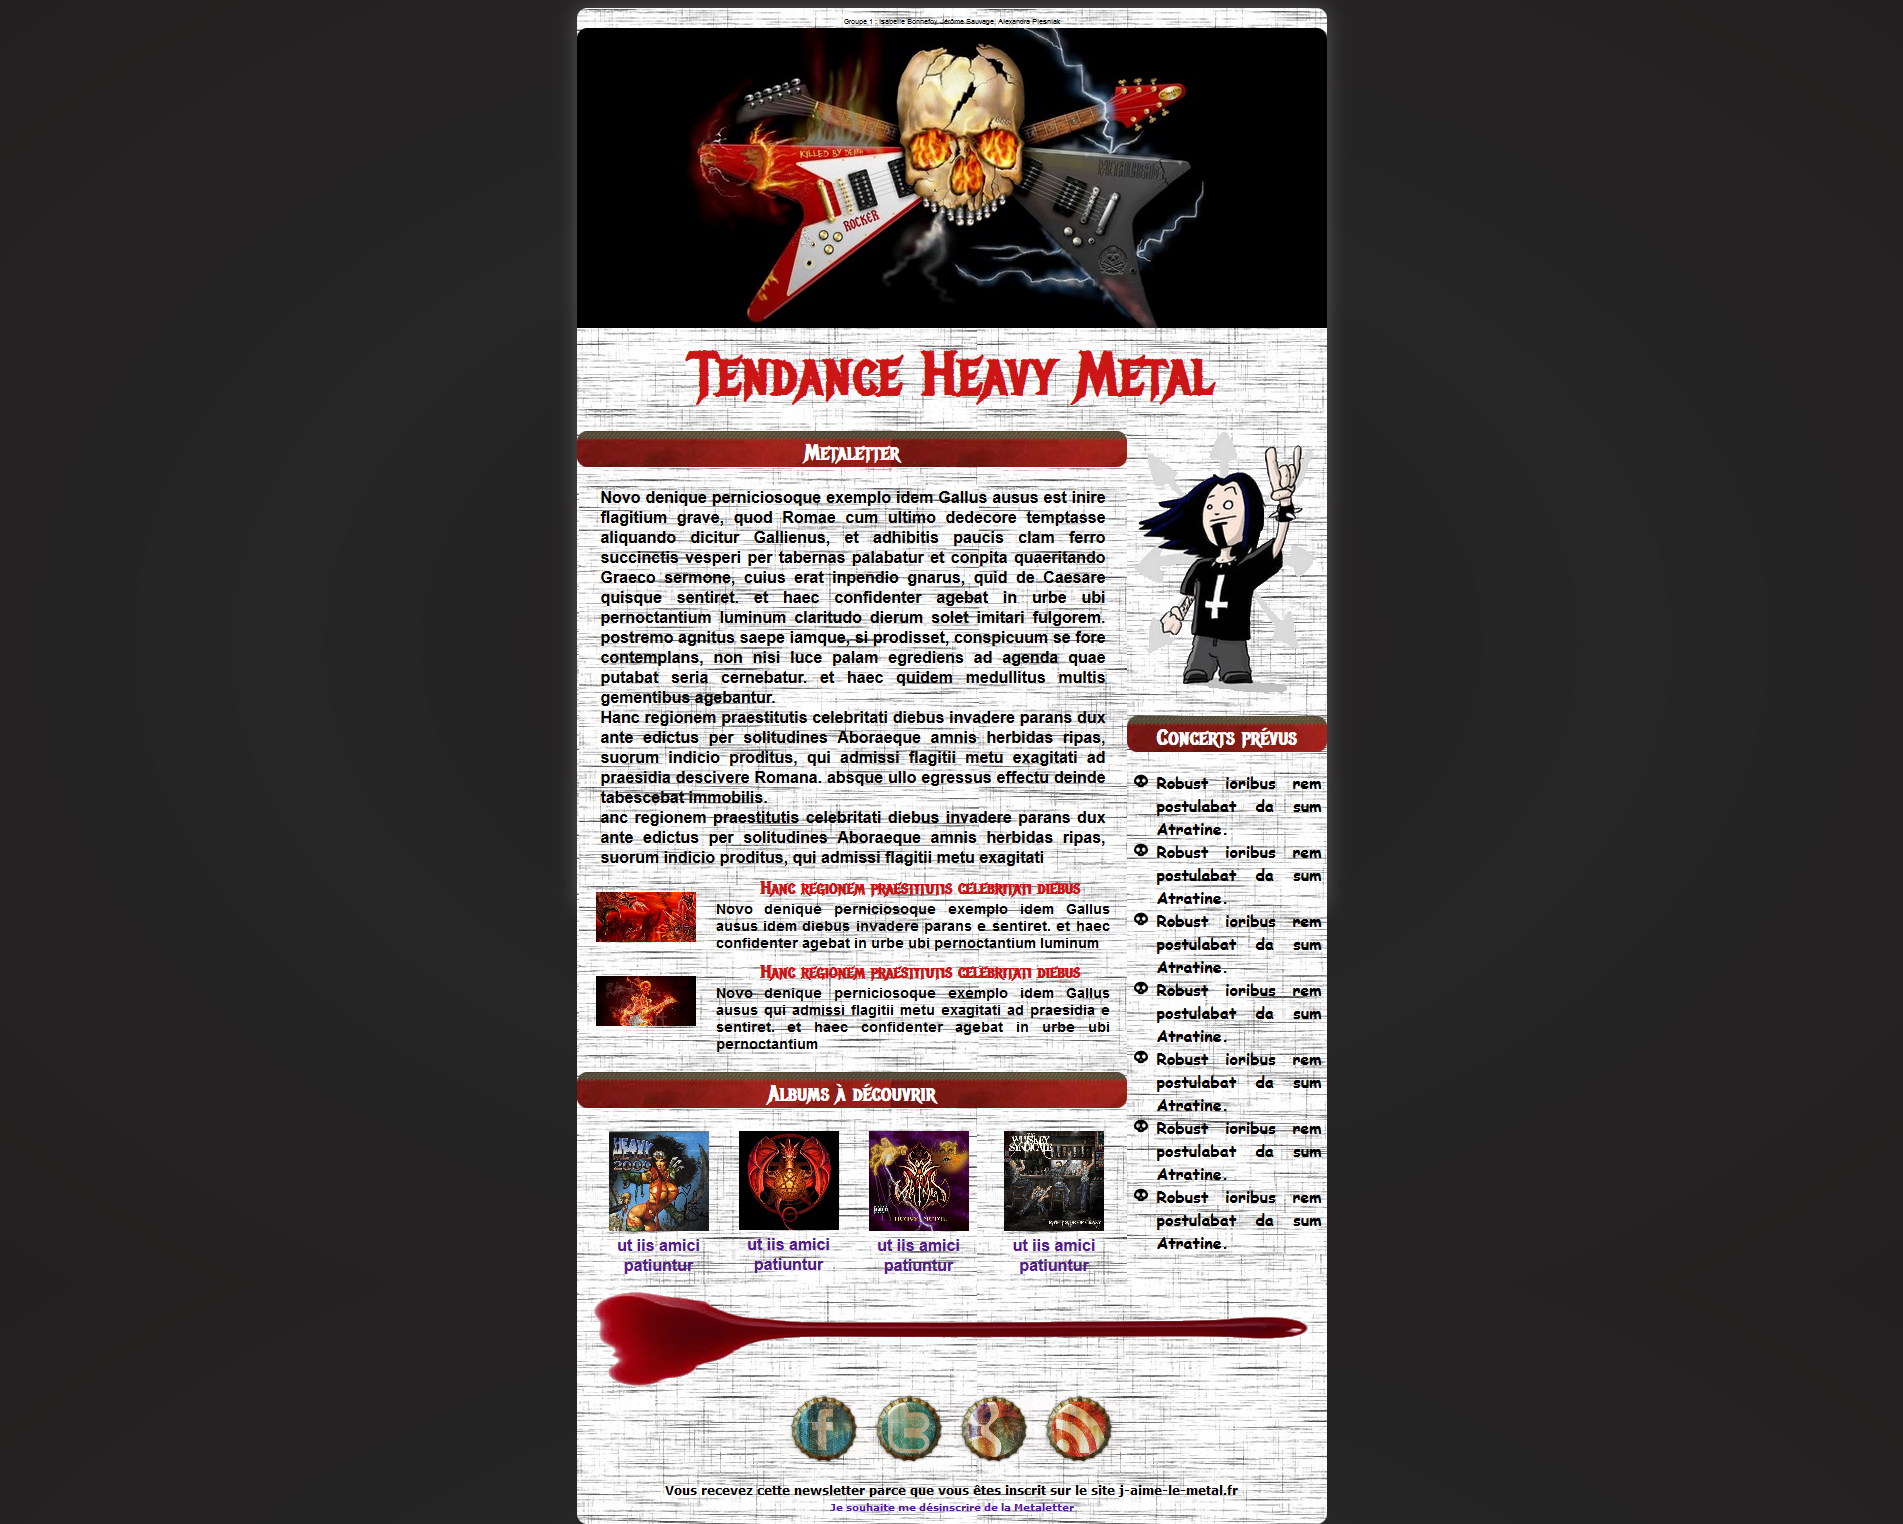 Groupe 1 : Isabelle Bonnefoy, Jérôme Sauvage, Alexandra Plesniak
KILLED BY DEATH
ROCKER
METALHEAD
Tendance Heavy Metal
Metaletter
Novo denique perniciosoque exemplo idem Gallus ausus est inire
flagitium grave, quod Romae cum ultimo dedecore temptasse
aliquando dicitur Gallienus, et adhibitis paucis clam ferro
succinctis vesperi per tabernas palabatur et conpita quaeritando
Graeco sermone, cuius erat inpendio gnarus, quid de Caesare
quisque sentiret. et haec confidenter agebat in urbe ubi
pernoctantium luminum claritudo dierum solet imitari fulgorem.
postremo agnitus saepe iamque, si prodisset, conspicuum se fore
contemplans, non nisi luce palam egrediens ad agenda quae
putabat seria cernebatur. et haec quidem medullitus multis
gementibus agebantur.
Hanc regionem praestitutis celebritati diebus invadere parans dux
ante edictus per solitudines Aboraeque amnis herbidas ripas,
suorum indicio proditus, qui admissi flagitii metu exagitati ad
praesidia descivere Romana. absque ullo egressus effectu deinde
tabescebat immobilis.
anc regionem praestitutis celebritati diebus invadere parans dux
ante edictus per solitudines Aboraeque amnis herbidas ripas,
suorum indicio proditus, qui admissi flagitii metu exagitati
Hanc regionem praestitutis celebritati diebus
Novo denique perniciosoque exemplo idem Gallus
ausus idem diebus invadere parans e sentiret. et haec
confidenter agebat in urbe ubi pernoctantium luminum
Hanc regionem praestitutis celebritati diebus
Novo denique perniciosoque exemplo idem Gallus
ausus qui admissi flagitii metu exagitati ad praesidia e
sentiret. et haec confidenter agebat in urbe ubi
pernoctantium
Albums à découvrir
HEAVY
METAL
2000
HEAVY METAL
WHISKEY
SYNDICATE
ut iis amici
patiuntur
ut iis amici
patiuntur
ut iis amici
patiuntur
ut iis amici
patiuntur
Concerts prévus
Robust ioribus rem
postulabat da sum
Atratine.
Robust ioribus rem
postulabat da sum
Atratine.
Robust ioribus rem
postulabat da sum
Atratine.
Robust ioribus rem
postulabat da sum
Atratine.
Robust ioribus rem
postulabat da sum
Atratine.
Robust ioribus rem
postulabat da sum
Atratine.
Robust ioribus rem
postulabat da sum
Atratine.
Vous recevez cette newsletter parce que vous êtes inscrit sur le site j-aime-le-metal.fr
Je souhaite me désinscrire de la Metaletter